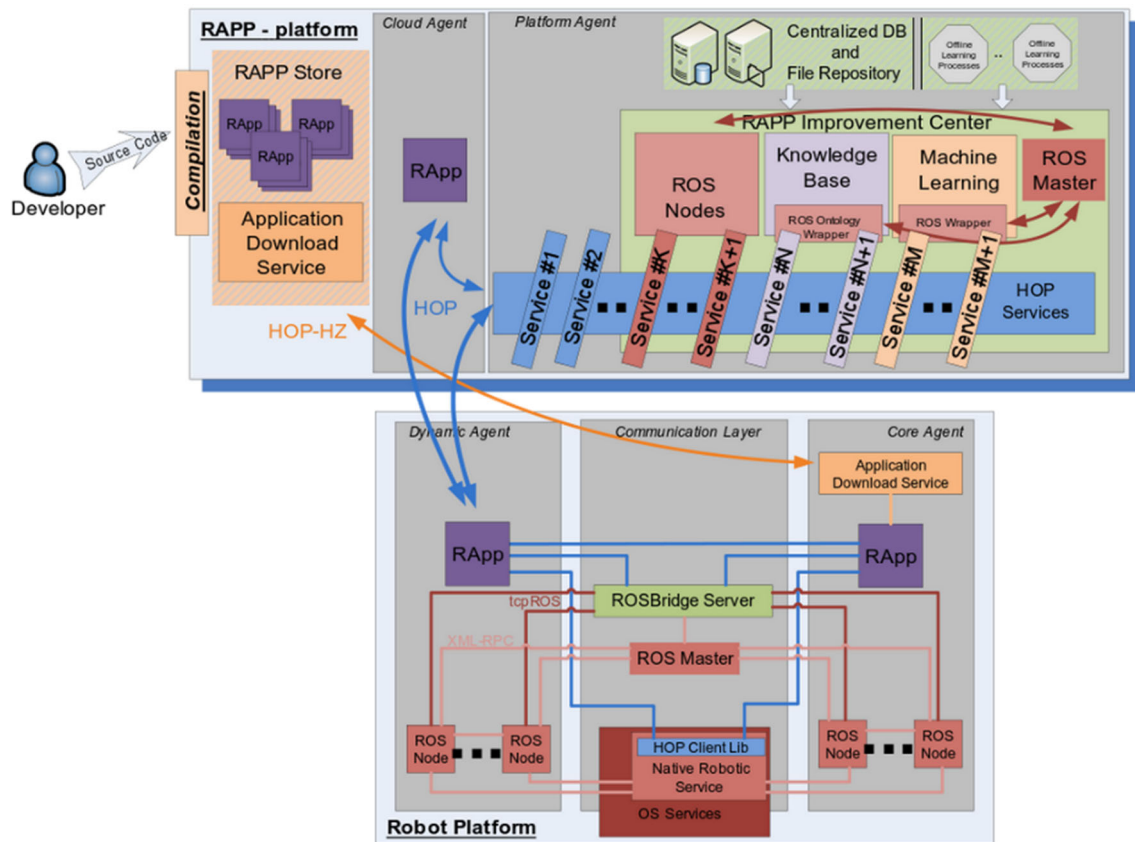 RAPP - platform
Cloud Agent
Platform Agent
RAPP Store
RApp
RApp
RApp
Application
Download
Service
Compilation
Source Code
Developer
RApp
HOP
HOP-HZ
Centralized DB
and
File Repository
Offline
Learning
Processes
..
Offline
Learning
Processes
RAPP Improvement Center
ROS
Nodes
Knowledge
Base
ROS Ontology
Wrapper
Machine
Learning
ROS Wrapper
ROS
Master
Service #1
Service #2
Service #K
Service #K+1
Service #N
Service #N+1
Service #M
Service #M+1
HOP
Services
Dynamic Agent
Communication Layer
Core Agent
Application
Download Service
RApp
RApp
tcpROS
ROSBridge Server
XML-RPC
ROS Master
ROS
Node
ROS
Node
HOP Client Lib
Native Robotic
Service
OS Services
ROS
Node
ROS
Node
Robot Platform